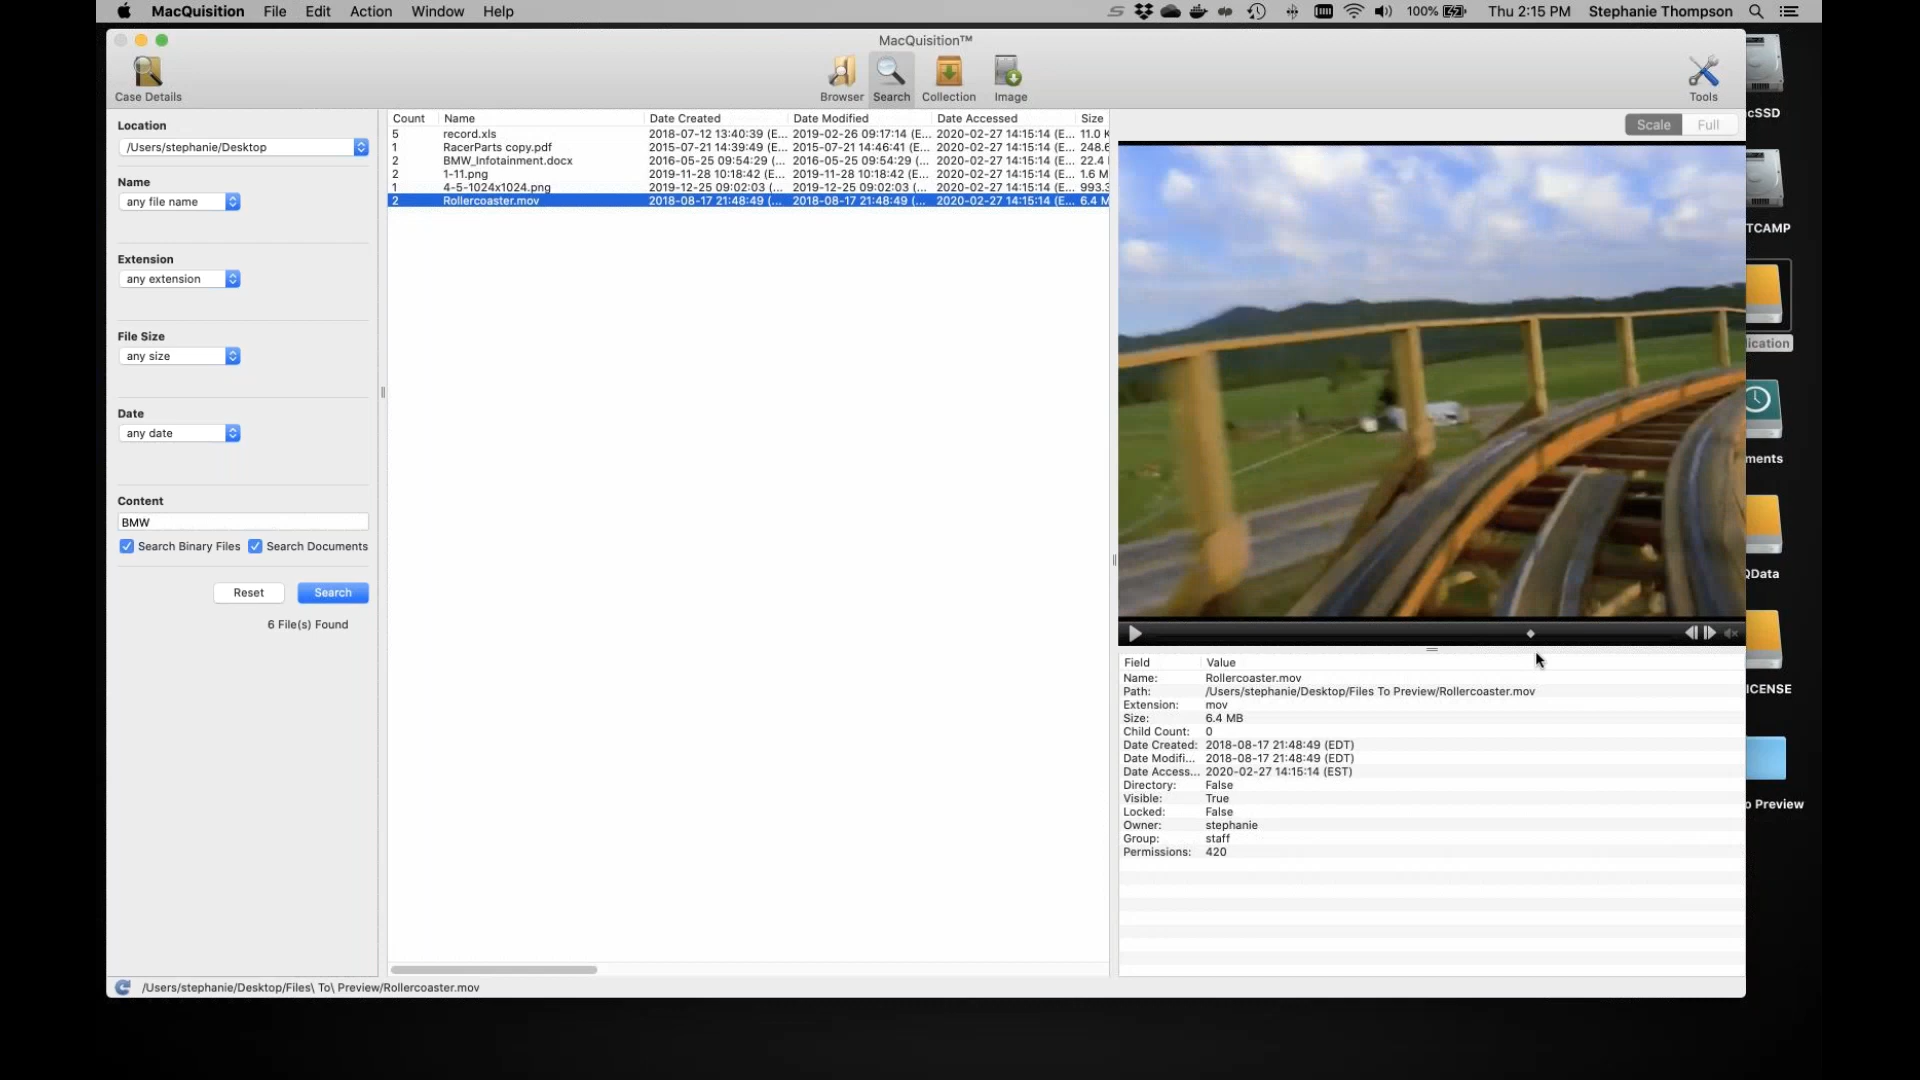 MacQuisition File Edit Action Window Help
100% Thu 2:15 PM Stephanie Thompson
MacQuisition™
Case Details
Browser Search Collection Image
Tools
Location
/Users/stephanie/Desktop
Name
any file name
Extension
any extension
File Size
any size
Date
any date
Content
BMW
Search Binary Files Search Documents
Reset Search
6 File(s) Found
Count Name Date Created Date Modified Date Accessed Size
5 record.xls 2018-07-12 13:40:39 (E... 2019-02-26 09:17:14 (E... 2020-02-27 14:15:14 (E... 11.0 K
1 RacerParts copy.pdf 2015-07-21 14:39:49 (E... 2015-07-21 14:46:41 (E... 2020-02-27 14:15:14 (E... 248.6
2 BMW_Infotainment.docx 2016-05-25 09:54:29 (... 2016-05-25 09:54:29 (... 2020-02-27 14:15:14 (E... 22.4
2 1-11.png 2019-11-28 10:18:42 (E... 2019-11-28 10:18:42 (E... 2020-02-27 14:15:14 (E... 1.6 M
1 4-5-1024x1024.png 2019-12-25 09:02:03 (... 2019-12-25 09:02:03 (... 2020-02-27 14:15:14 (E... 993.3
2 Rollercoaster.mov 2018-08-17 21:48:49 (... 2018-08-17 21:48:49 (... 2020-02-27 14:15:14 (E... 6.4 M
Scale Full
Field Value
Name: Rollercoaster.mov
Path: /Users/stephanie/Desktop/Files To Preview/Rollercoaster.mov
Extension: mov
Size: 6.4 MB
Child Count: 0
Date Created: 2018-08-17 21:48:49 (EDT)
Date Modifi... 2018-08-17 21:48:49 (EDT)
Date Access... 2020-02-27 14:15:14 (EST)
Directory: False
Visible: True
Locked: False
Owner: stephanie
Group: staff
Permissions: 420
/Users/stephanie/Desktop/Files\ To\ Preview/Rollercoaster.mov
cSSD
TCAMP
ication
ments
QData
ICENSE
o Preview